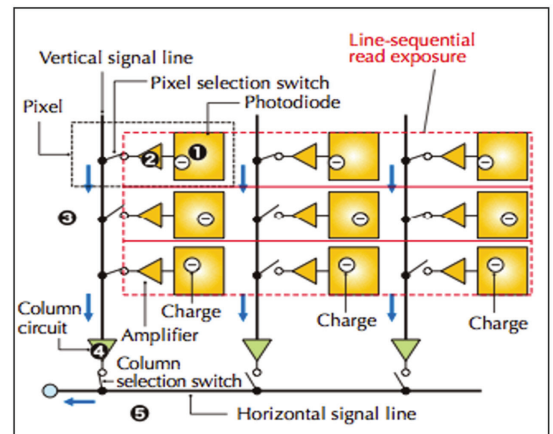 Line-sequential
read exposure
Vertical signal line
Pixel selection switch
Pixel
Photodiode
❶
❷
❸
Charge
Charge
Charge
Column
circuit
Amplifier
❹
Column
selection switch
❺
Horizontal signal line